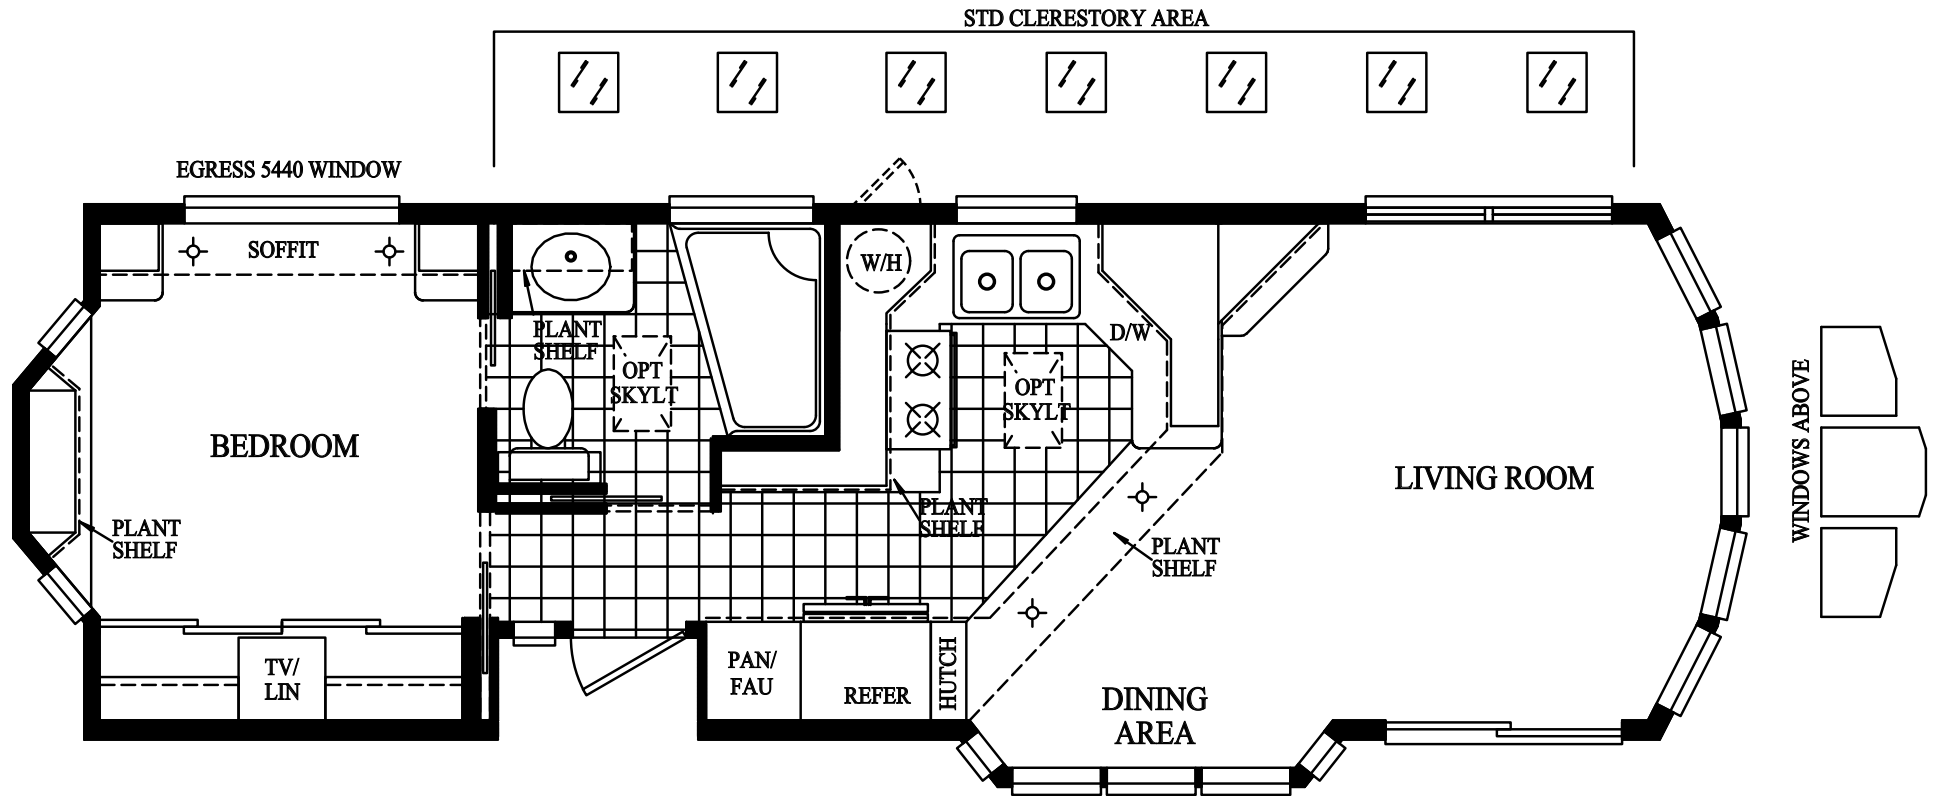 STD CLERESTORY AREA
EGRESS 5440 WINDOW
SOFFIT
W/H
PLANT
SHELF
D/W
OPT
SKYLT
OPT
SKYLT
BEDROOM
LIVING ROOM
WINDOWS ABOVE
PLANT
SHELF
PLANT
SHELF
PLANT
SHELF
TV/
LIN
PAN/
FAU
REFER
HUTCH
DINING
AREA